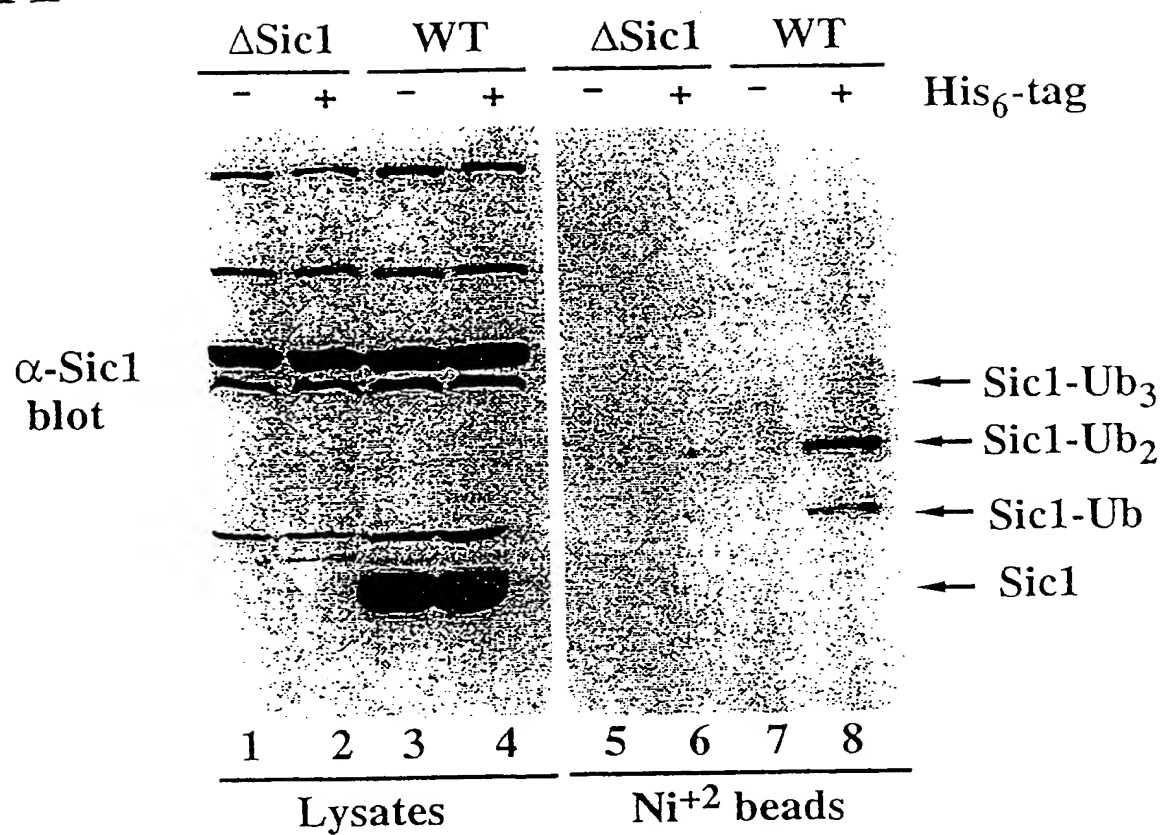 ΔSic1 WT ΔSic1 WT
- + - + - + - + His6-tag
α-Sic1
blot
Sic1-Ub3
Sic1-Ub2
Sic1-Ub
Sic1
1 2 3 4 5 6 7 8
Lysates Ni+2 beads